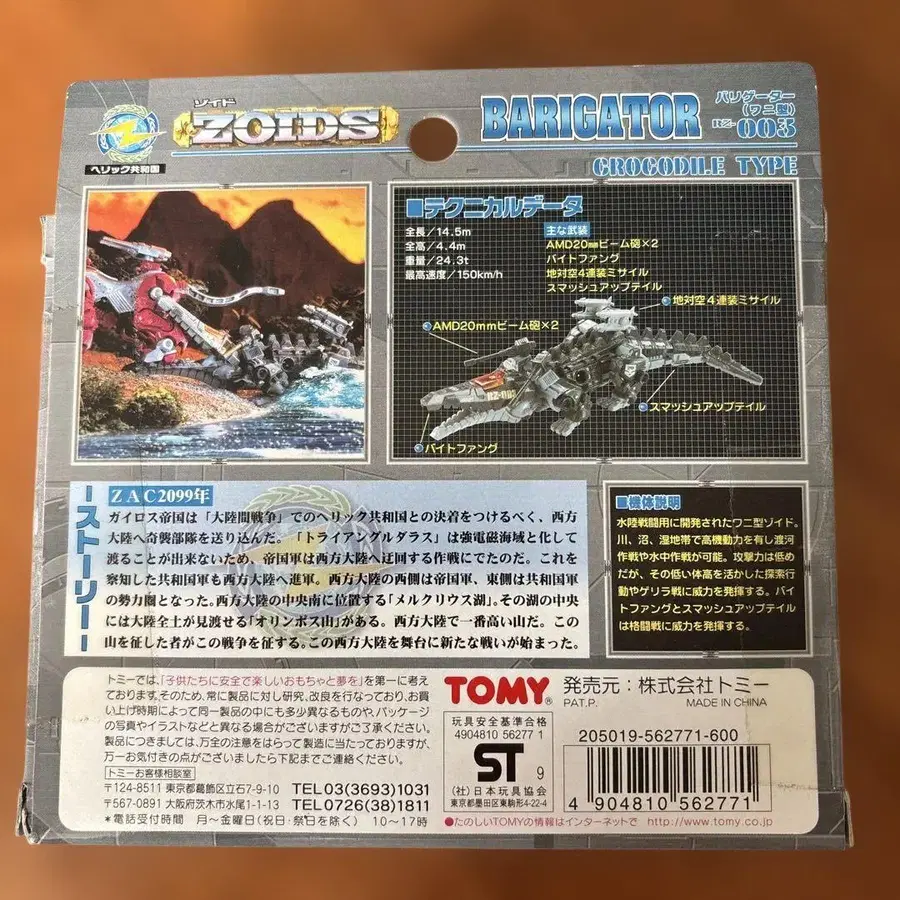 ゾイド
ZOIDS
ヘリック共和国
BARIGATOR
バリゲーター
(ワニ型)
RZ-003
CROCODILE TYPE
■テクニカルデータ
全長/14.5m
全高/4.4m
重量/24.3t
最高速度/150km/h
主な武装
AMD20mmビーム砲×2
バイトファング
地対空4連装ミサイル
スマッシュアップテイル
地対空4連装ミサイル
AMD20mmビーム砲×2
RZ-003
スマッシュアップテイル
バイトファング
ーストーリーー
ZAC2099年
ガイロス帝国は「大陸間戦争」でのヘリック共和国との決着をつけるべく、西方
大陸へ奇襲部隊を送り込んだ。「トライアングルダラス」は強電磁海域と化して
渡ることが出来ないため、帝国軍は西方大陸へ迂回する作戦にでたのだ。これを
察知した共和国軍も西方大陸へ進軍。西方大陸の西側は帝国軍、東側は共和国軍
の勢力圏となった。西方大陸の中央南に位置する「メルクリウス湖」。その湖の中央
には大陸全土が見渡せる「オリンポス山」がある。西方大陸で一番高い山だ。この
山を征した者がこの戦争を征する。この西方大陸を舞台に新たな戦いが始まった。
■機体説明
水陸戦闘用に開発されたワニ型ゾイド。
川、沼、湿地帯で高機動力を有し渡河
作戦や水中作戦が可能。攻撃力は低め
だが、その低い体高を活かした探索行
動やゲリラ戦に威力を発揮する。バイ
トファングとスマッシュアップテイル
は格闘戦に威力を発揮する。
トミーでは、「子供たちに安全で楽しいおもちゃと夢を」を第一に考え
ております。そのため、常に製品に対し研究、改良を行なっており、お買
い上げ時期によって同一製品の中にも多少異なるものや、パッケージ
の写真やイラストなどと異なる場合がございますがご了承ください。
製品につきましては、万全の注意をはらって製造に当たっておりますが、
万一お気付きの点がございましたら下記までご連絡ください。
トミーお客様相談室
〒124-8511 東京都葛飾区立石7-9-10 TEL03(3693)1031
〒567-0891 大阪府茨木市水尾1-1-13 TEL0726(38)1811
*電話受付時間 月~金曜日(祝日・祭日を除く) 10~17時
TOMY®
発売元:株式会社トミー
PAT.P. MADE IN CHINA
玩具安全基準合格
4904810 56277 1
ST 9
(社)日本玩具協会
東京都墨田区東駒形4-22-4
205019-562771-600
4 904810 562771
●たのしいTOMYの情報はインターネットで http://www.tomy.co.jp